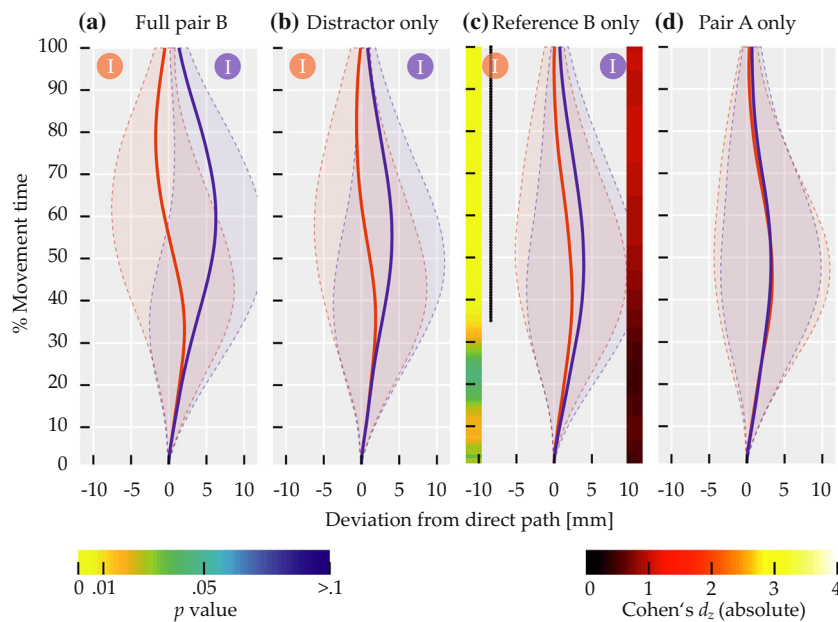 (a) Full pair B
(b) Distractor only
(c) Reference B only
(d) Pair A only
I I I I I
% Movement time
100
90
80
70
60
50
40
30
20
10
0
-10 -5 0 5 10
-10 -5 0 5 10
-10 -5 0 5 10
-10 -5 0 5 10
Deviation from direct path [mm]
0 .01 .05 >.1
p value
0 1 2 3 4
Cohen‘s dz (absolute)